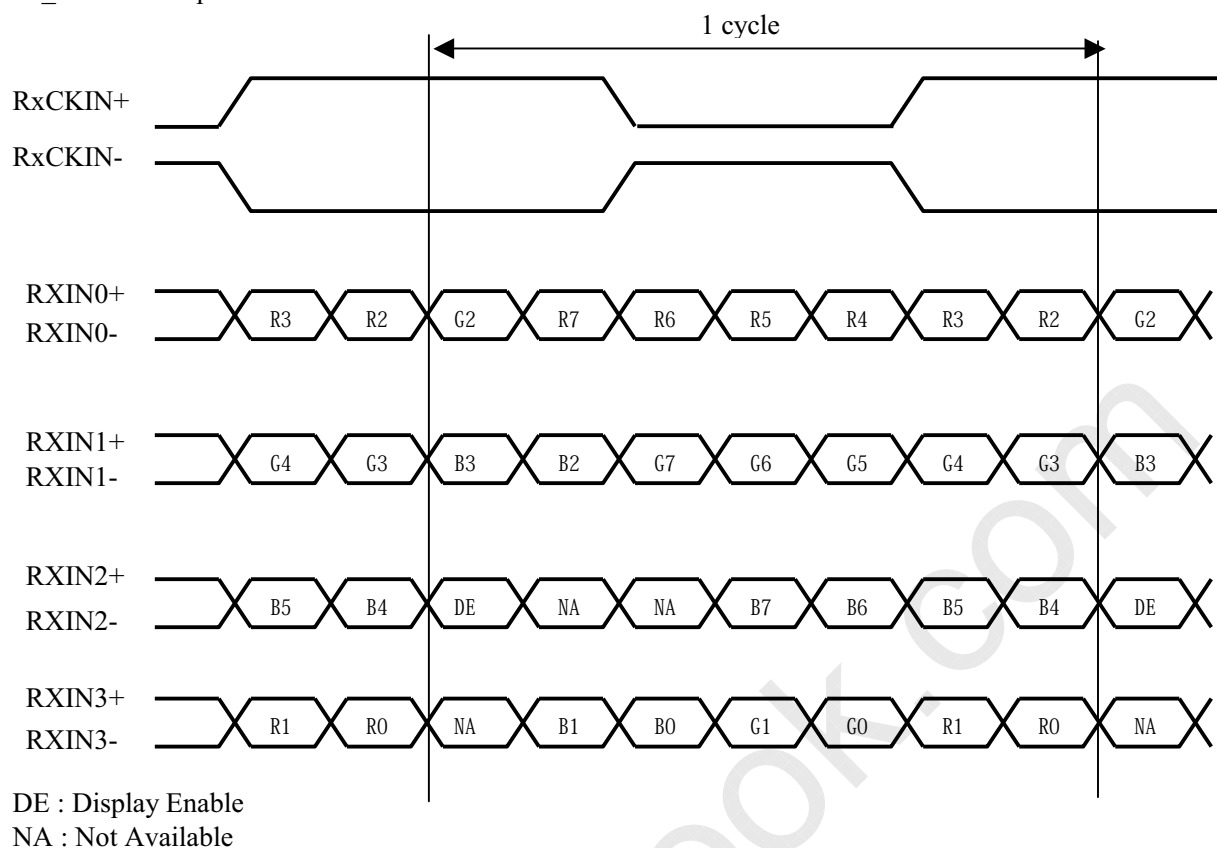 1 cycle
RxCKIN+
RxCKIN-
RXIN0+
RXIN0-
R3 R2 G2 R7 R6 R5 R4 R3 R2 G2
RXIN1+
RXIN1-
G4 G3 B3 B2 G7 G6 G5 G4 G3 B3
RXIN2+
RXIN2-
B5 B4 DE NA NA B7 B6 B5 B4 DE
RXIN3+
RXIN3-
R1 R0 NA B1 B0 G1 G0 R1 R0 NA
DE : Display Enable
NA : Not Available
ook.com